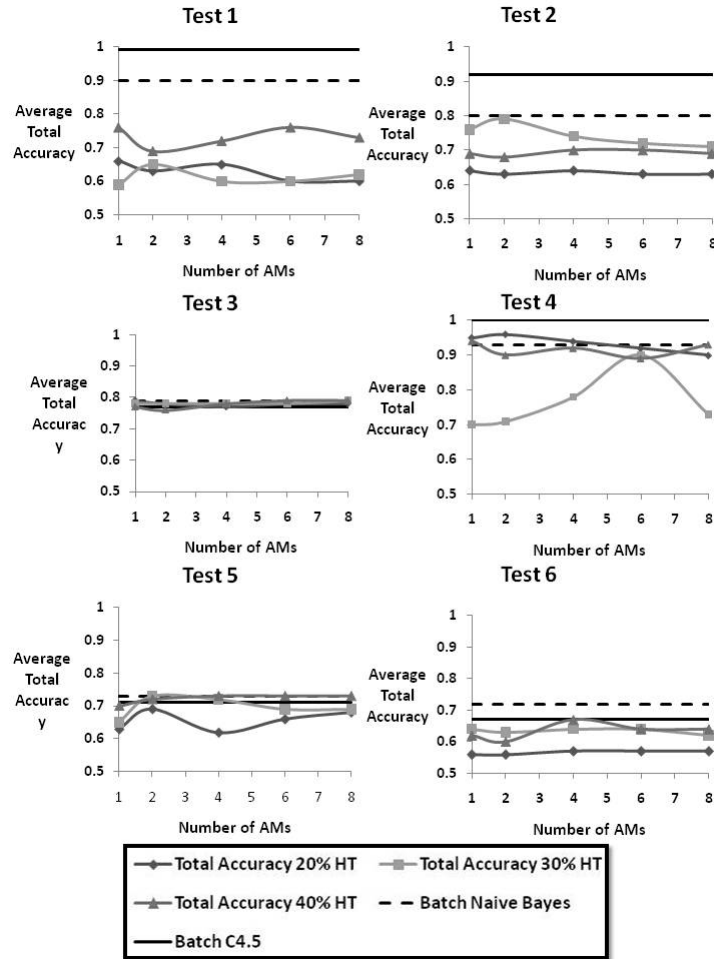 Test 1
1
0.9
0.8
0.7
0.6
0.5
Average
Total
Accuracy
1 2 3 4 5 6 7 8
Number of AMs
Test 2
1
0.9
0.8
0.7
0.6
0.5
Average
Total
Accuracy
1 2 3 4 5 6 7 8
Number of AMs
Test 3
1
0.9
0.8
0.7
0.6
0.5
Average
Total
Accurac
y
1 2 3 4 5 6 7 8
Number of AMs
Test 4
1
0.9
0.8
0.7
0.6
0.5
Average
Total
Accuracy
1 2 3 4 5 6 7 8
Number of AMs
Test 5
1
0.9
0.8
0.7
0.6
0.5
Average
Total
Accurac
y
1 2 3 4 5 6 7 8
Number of AMs
Test 6
1
0.9
0.8
0.7
0.6
0.5
Average
Total
Accuracy
1 2 3 4 5 6 7 8
Number of AMs
Total Accuracy 20% HT
Total Accuracy 30% HT
Total Accuracy 40% HT
Batch Naive Bayes
Batch C4.5